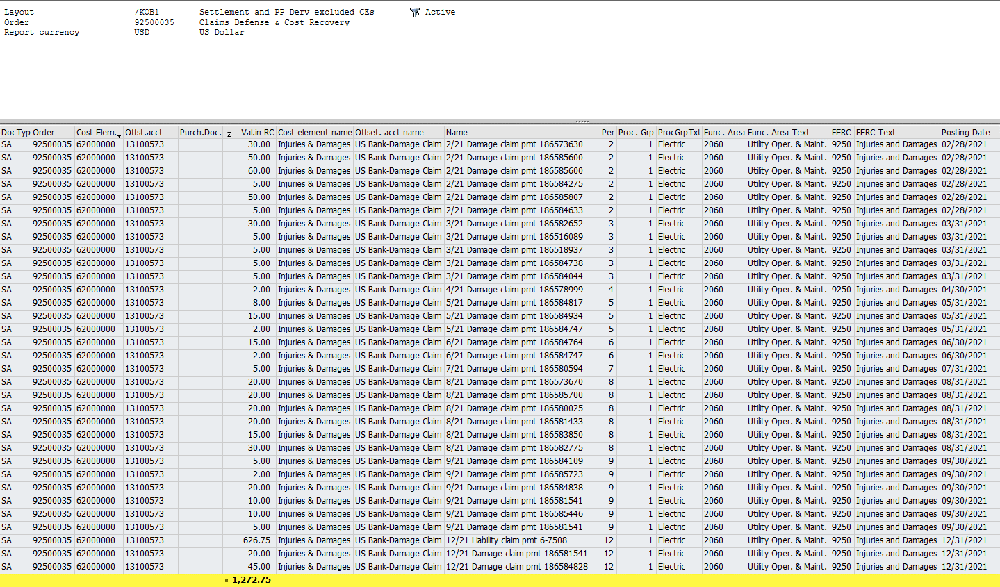 Layout /KOB1 Settlement and PP Derv excluded CEs Active
Order 92500035 Claims Defense & Cost Recovery
Report currency USD US Dollar
DocTyp Order Cost Elem. Offst.acct Purch.Doc. Σ Val.in RC Cost element name Offset. acct name Name Per Proc. Grp ProcGrpTxt Func. Area Func. Area Text FERC FERC Text Posting Date
SA 92500035 62000000 13100573 30.00 Injuries & Damages US Bank-Damage Claim 2/21 Damage claim pmt 186573630 2 1 Electric 2060 Utility Oper. & Maint. 9250 Injuries and Damages 02/28/2021
SA 92500035 62000000 13100573 50.00 Injuries & Damages US Bank-Damage Claim 2/21 Damage claim pmt 186585600 2 1 Electric 2060 Utility Oper. & Maint. 9250 Injuries and Damages 02/28/2021
SA 92500035 62000000 13100573 60.00 Injuries & Damages US Bank-Damage Claim 2/21 Damage claim pmt 186585600 2 1 Electric 2060 Utility Oper. & Maint. 9250 Injuries and Damages 02/28/2021
SA 92500035 62000000 13100573 5.00 Injuries & Damages US Bank-Damage Claim 2/21 Damage claim pmt 186584275 2 1 Electric 2060 Utility Oper. & Maint. 9250 Injuries and Damages 02/28/2021
SA 92500035 62000000 13100573 50.00 Injuries & Damages US Bank-Damage Claim 2/21 Damage claim pmt 186585807 2 1 Electric 2060 Utility Oper. & Maint. 9250 Injuries and Damages 02/28/2021
SA 92500035 62000000 13100573 5.00 Injuries & Damages US Bank-Damage Claim 2/21 Damage claim pmt 186584633 2 1 Electric 2060 Utility Oper. & Maint. 9250 Injuries and Damages 02/28/2021
SA 92500035 62000000 13100573 30.00 Injuries & Damages US Bank-Damage Claim 3/21 Damage claim pmt 186582652 3 1 Electric 2060 Utility Oper. & Maint. 9250 Injuries and Damages 03/31/2021
SA 92500035 62000000 13100573 5.00 Injuries & Damages US Bank-Damage Claim 3/21 Damage claim pmt 186516089 3 1 Electric 2060 Utility Oper. & Maint. 9250 Injuries and Damages 03/31/2021
SA 92500035 62000000 13100573 5.00 Injuries & Damages US Bank-Damage Claim 3/21 Damage claim pmt 186518937 3 1 Electric 2060 Utility Oper. & Maint. 9250 Injuries and Damages 03/31/2021
SA 92500035 62000000 13100573 5.00 Injuries & Damages US Bank-Damage Claim 3/21 Damage claim pmt 186584738 3 1 Electric 2060 Utility Oper. & Maint. 9250 Injuries and Damages 03/31/2021
SA 92500035 62000000 13100573 5.00 Injuries & Damages US Bank-Damage Claim 3/21 Damage claim pmt 186584044 3 1 Electric 2060 Utility Oper. & Maint. 9250 Injuries and Damages 03/31/2021
SA 92500035 62000000 13100573 2.00 Injuries & Damages US Bank-Damage Claim 4/21 Damage claim pmt 186578999 4 1 Electric 2060 Utility Oper. & Maint. 9250 Injuries and Damages 04/30/2021
SA 92500035 62000000 13100573 8.00 Injuries & Damages US Bank-Damage Claim 5/21 Damage claim pmt 186584817 5 1 Electric 2060 Utility Oper. & Maint. 9250 Injuries and Damages 05/31/2021
SA 92500035 62000000 13100573 15.00 Injuries & Damages US Bank-Damage Claim 5/21 Damage claim pmt 186584934 5 1 Electric 2060 Utility Oper. & Maint. 9250 Injuries and Damages 05/31/2021
SA 92500035 62000000 13100573 2.00 Injuries & Damages US Bank-Damage Claim 5/21 Damage claim pmt 186584747 5 1 Electric 2060 Utility Oper. & Maint. 9250 Injuries and Damages 05/31/2021
SA 92500035 62000000 13100573 15.00 Injuries & Damages US Bank-Damage Claim 6/21 Damage claim pmt 186584764 6 1 Electric 2060 Utility Oper. & Maint. 9250 Injuries and Damages 06/30/2021
SA 92500035 62000000 13100573 2.00 Injuries & Damages US Bank-Damage Claim 6/21 Damage claim pmt 186584747 6 1 Electric 2060 Utility Oper. & Maint. 9250 Injuries and Damages 06/30/2021
SA 92500035 62000000 13100573 5.00 Injuries & Damages US Bank-Damage Claim 7/21 Damage claim pmt 186580594 7 1 Electric 2060 Utility Oper. & Maint. 9250 Injuries and Damages 07/31/2021
SA 92500035 62000000 13100573 20.00 Injuries & Damages US Bank-Damage Claim 8/21 Damage claim pmt 186573670 8 1 Electric 2060 Utility Oper. & Maint. 9250 Injuries and Damages 08/31/2021
SA 92500035 62000000 13100573 20.00 Injuries & Damages US Bank-Damage Claim 8/21 Damage claim pmt 186585700 8 1 Electric 2060 Utility Oper. & Maint. 9250 Injuries and Damages 08/31/2021
SA 92500035 62000000 13100573 20.00 Injuries & Damages US Bank-Damage Claim 8/21 Damage claim pmt 186580025 8 1 Electric 2060 Utility Oper. & Maint. 9250 Injuries and Damages 08/31/2021
SA 92500035 62000000 13100573 20.00 Injuries & Damages US Bank-Damage Claim 8/21 Damage claim pmt 186581433 8 1 Electric 2060 Utility Oper. & Maint. 9250 Injuries and Damages 08/31/2021
SA 92500035 62000000 13100573 15.00 Injuries & Damages US Bank-Damage Claim 8/21 Damage claim pmt 186583850 8 1 Electric 2060 Utility Oper. & Maint. 9250 Injuries and Damages 08/31/2021
SA 92500035 62000000 13100573 30.00 Injuries & Damages US Bank-Damage Claim 8/21 Damage claim pmt 186582775 8 1 Electric 2060 Utility Oper. & Maint. 9250 Injuries and Damages 08/31/2021
SA 92500035 62000000 13100573 5.00 Injuries & Damages US Bank-Damage Claim 9/21 Damage claim pmt 186584109 9 1 Electric 2060 Utility Oper. & Maint. 9250 Injuries and Damages 09/30/2021
SA 92500035 62000000 13100573 2.00 Injuries & Damages US Bank-Damage Claim 9/21 Damage claim pmt 186585723 9 1 Electric 2060 Utility Oper. & Maint. 9250 Injuries and Damages 09/30/2021
SA 92500035 62000000 13100573 20.00 Injuries & Damages US Bank-Damage Claim 9/21 Damage claim pmt 186584838 9 1 Electric 2060 Utility Oper. & Maint. 9250 Injuries and Damages 09/30/2021
SA 92500035 62000000 13100573 10.00 Injuries & Damages US Bank-Damage Claim 9/21 Damage claim pmt 186581541 9 1 Electric 2060 Utility Oper. & Maint. 9250 Injuries and Damages 09/30/2021
SA 92500035 62000000 13100573 10.00 Injuries & Damages US Bank-Damage Claim 9/21 Damage claim pmt 186585446 9 1 Electric 2060 Utility Oper. & Maint. 9250 Injuries and Damages 09/30/2021
SA 92500035 62000000 13100573 5.00 Injuries & Damages US Bank-Damage Claim 9/21 Damage claim pmt 186581541 9 1 Electric 2060 Utility Oper. & Maint. 9250 Injuries and Damages 09/30/2021
SA 92500035 62000000 13100573 626.75 Injuries & Damages US Bank-Damage Claim 12/21 Liability claim pmt 6-7508 12 1 Electric 2060 Utility Oper. & Maint. 9250 Injuries and Damages 12/31/2021
SA 92500035 62000000 13100573 20.00 Injuries & Damages US Bank-Damage Claim 12/21 Damage claim pmt 186581541 12 1 Electric 2060 Utility Oper. & Maint. 9250 Injuries and Damages 12/31/2021
SA 92500035 62000000 13100573 45.00 Injuries & Damages US Bank-Damage Claim 12/21 Damage claim pmt 186584828 12 1 Electric 2060 Utility Oper. & Maint. 9250 Injuries and Damages 12/31/2021
1,272.75